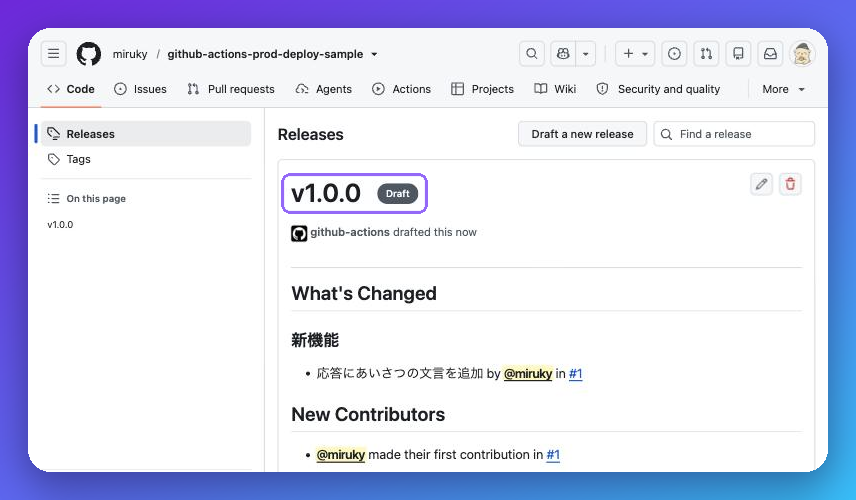 miruky / github-actions-prod-deploy-sample
Code Issues Pull requests Agents Actions Projects Wiki Security and quality More
Releases
Tags
On this page
v1.0.0
Releases
Draft a new release
Find a release
v1.0.0 Draft
github-actions drafted this now
What's Changed
新機能
• 応答にあいさつの文言を追加 by @miruky in #1
New Contributors
• @miruky made their first contribution in #1